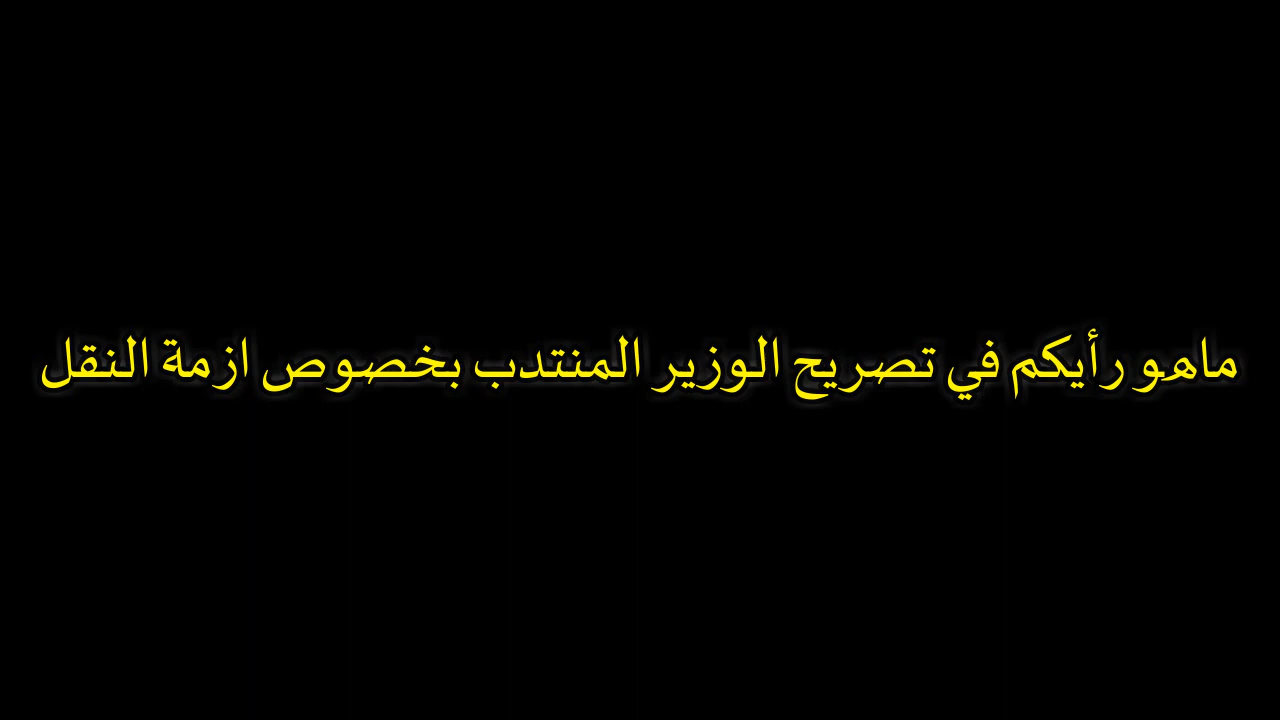 ماهو رأيكم في تصريح الوزير المنتدب بخصوص ازمة النقل